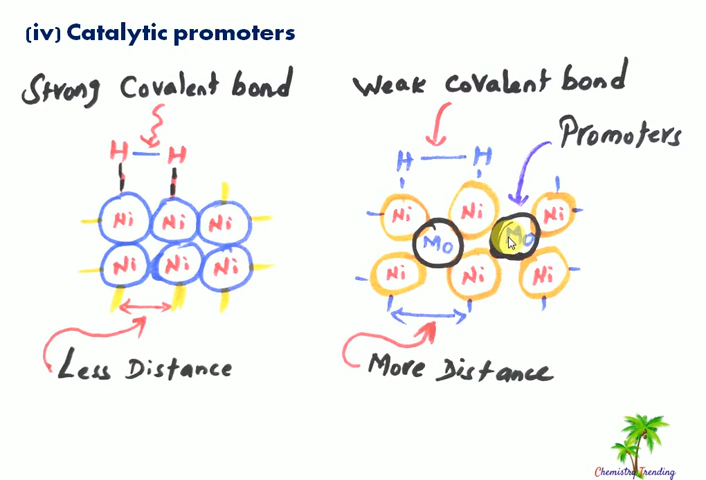 (iv) Catalytic promoters
Strong Covalent bond
H H
Ni Ni Ni
Ni Ni Ni
Less Distance
Weak Covalent bond
Promoters
H H
Ni Ni Ni
Mo Mo
Ni Ni Ni
More Distance
Chemistry Trending